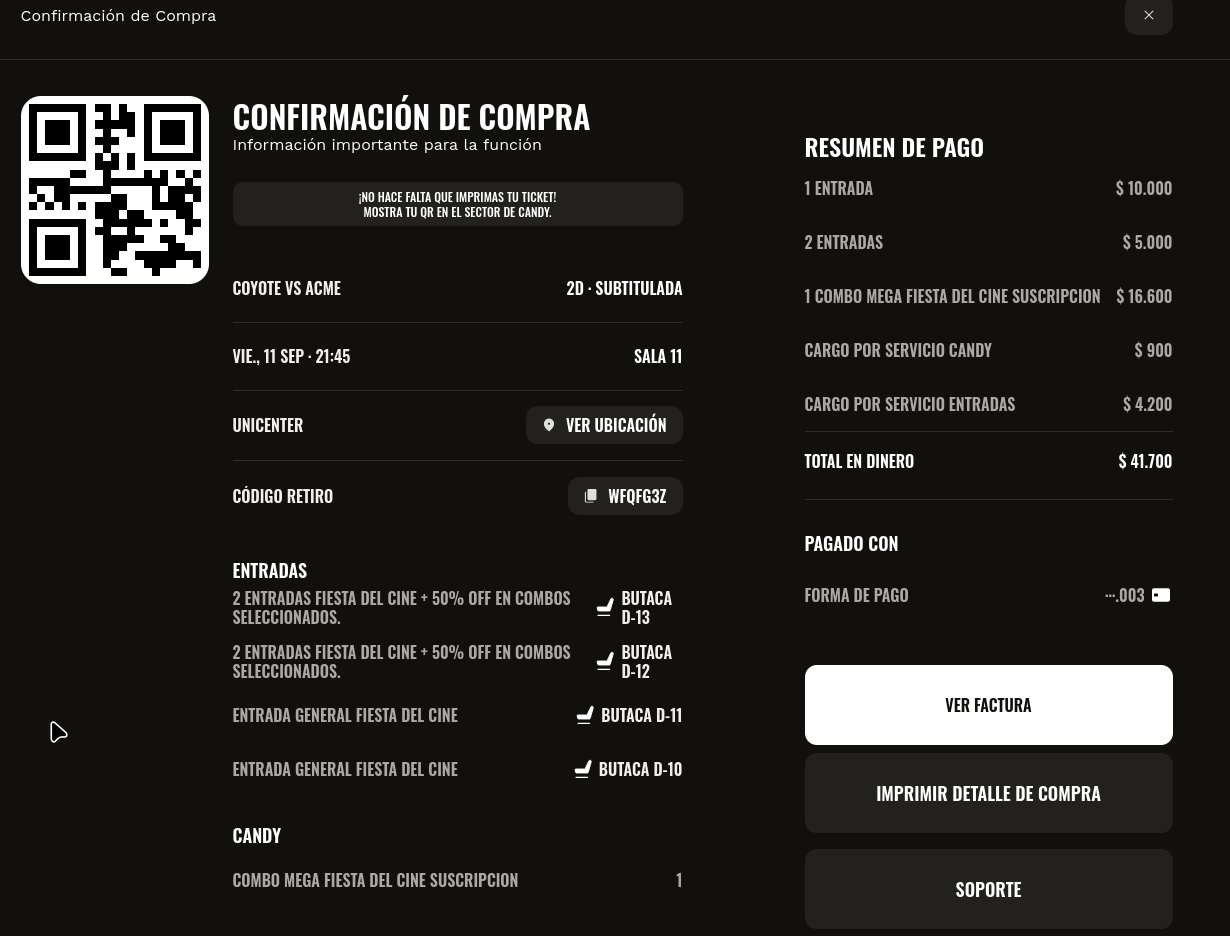 Confirmación de Compra
CONFIRMACIÓN DE COMPRA
Información importante para la función
¡NO HACE FALTA QUE IMPRIMAS TU TICKET!
MOSTRA TU QR EN EL SECTOR DE CANDY.
COYOTE VS ACME 2D · SUBTITULADA
VIE., 11 SEP · 21:45 SALA 11
UNICENTER VER UBICACIÓN
CÓDIGO RETIRO WFQFG3Z
ENTRADAS
2 ENTRADAS FIESTA DEL CINE + 50% OFF EN COMBOS BUTACA
SELECCIONADOS. D-13
2 ENTRADAS FIESTA DEL CINE + 50% OFF EN COMBOS BUTACA
SELECCIONADOS. D-12
ENTRADA GENERAL FIESTA DEL CINE BUTACA D-11
ENTRADA GENERAL FIESTA DEL CINE BUTACA D-10
CANDY
COMBO MEGA FIESTA DEL CINE SUSCRIPCION 1
RESUMEN DE PAGO
1 ENTRADA $ 10.000
2 ENTRADAS $ 5.000
1 COMBO MEGA FIESTA DEL CINE SUSCRIPCION $ 16.600
CARGO POR SERVICIO CANDY $ 900
CARGO POR SERVICIO ENTRADAS $ 4.200
TOTAL EN DINERO $ 41.700
PAGADO CON
FORMA DE PAGO ···.003
VER FACTURA
IMPRIMIR DETALLE DE COMPRA
SOPORTE